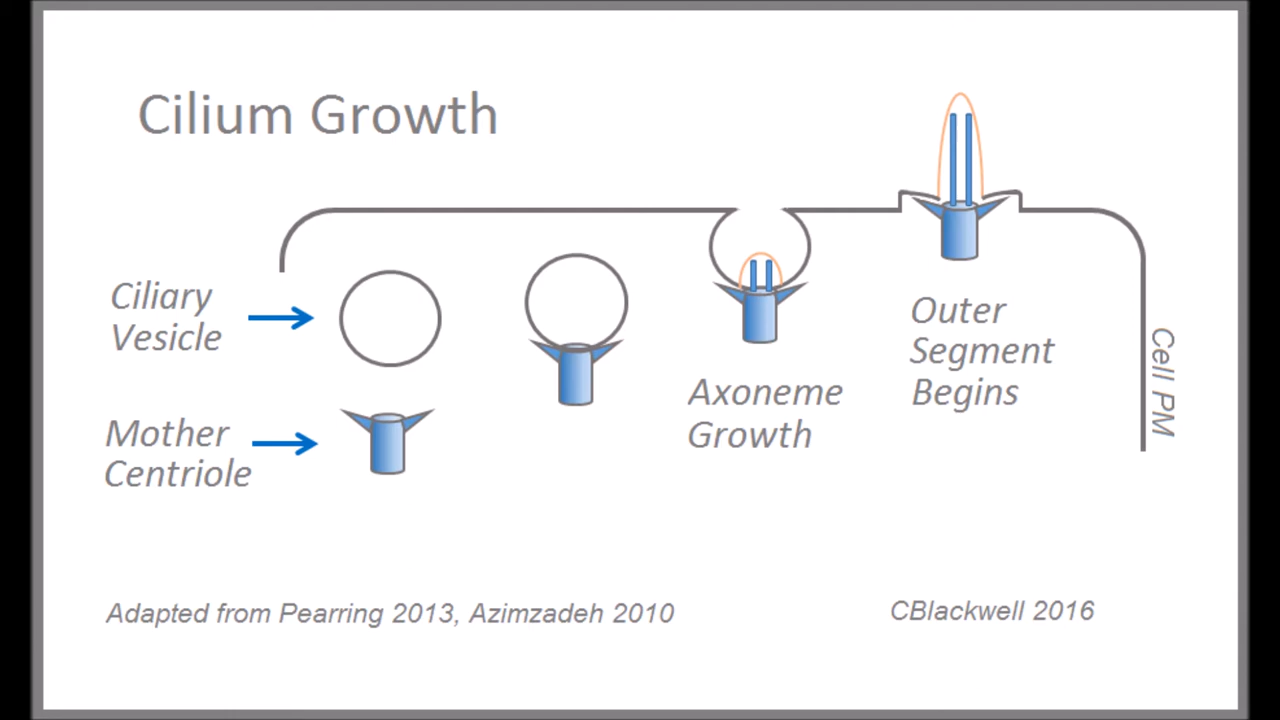 Cilium Growth
Ciliary
Vesicle
Mother
Centriole
Axoneme
Growth
Outer
Segment
Begins
Cell PM
Adapted from Pearring 2013, Azimzadeh 2010
CBlackwell 2016